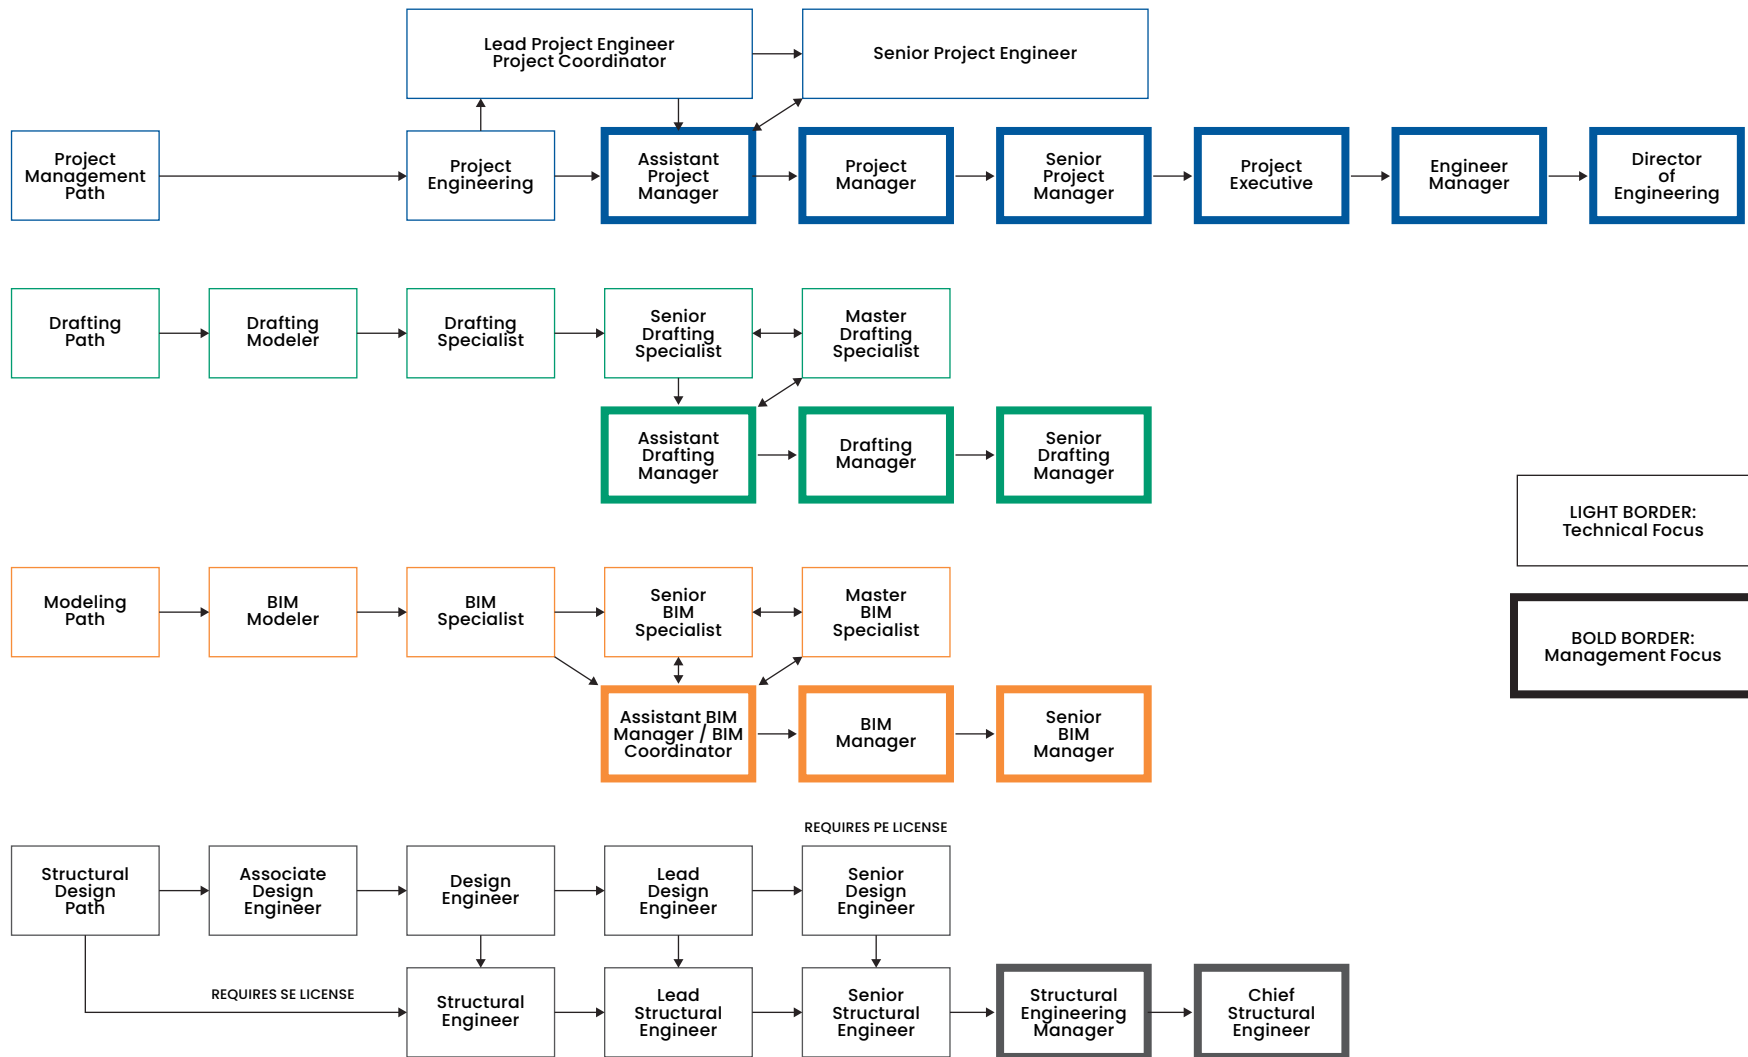 Lead Project Engineer
Project Coordinator
Senior Project Engineer
Project
Management
Path
Project
Engineering
Assistant
Project
Manager
Project
Manager
Senior
Project
Manager
Project
Executive
Engineer
Manager
Director
of
Engineering
Drafting
Path
Drafting
Modeler
Drafting
Specialist
Senior
Drafting
Specialist
Master
Drafting
Specialist
Assistant
Drafting
Manager
Drafting
Manager
Senior
Drafting
Manager
LIGHT BORDER:
Technical Focus
Modeling
Path
BIM
Modeler
BIM
Specialist
Senior
BIM
Specialist
Master
BIM
Specialist
BOLD BORDER:
Management Focus
Assistant BIM
Manager / BIM
Coordinator
BIM
Manager
Senior
BIM
Manager
REQUIRES PE LICENSE
Structural
Design
Path
Associate
Design
Engineer
Design
Engineer
Lead
Design
Engineer
Senior
Design
Engineer
REQUIRES SE LICENSE
Structural
Engineer
Lead
Structural
Engineer
Senior
Structural
Engineer
Structural
Engineering
Manager
Chief
Structural
Engineer